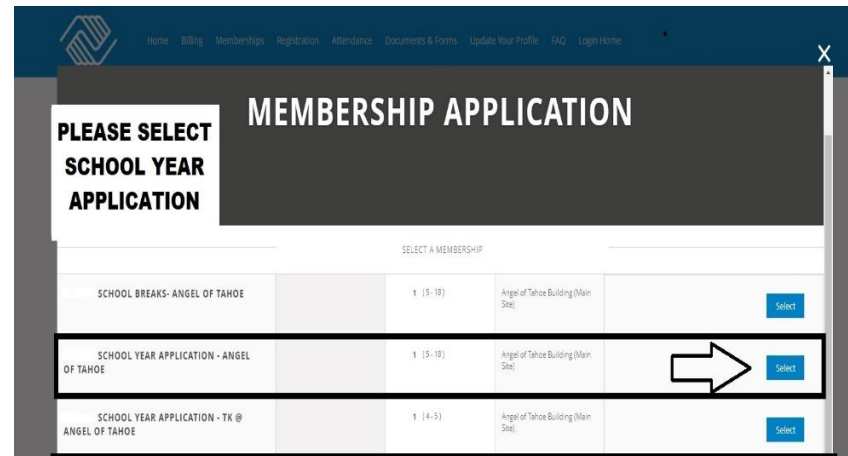 Home Billing Memberships Registration Attendance Documents & Forms Update Your Profile FAQ Login Home
X
MEMBERSHIP APPLICATION
PLEASE SELECT
SCHOOL YEAR
APPLICATION
SELECT A MEMBERSHIP
SCHOOL BREAKS- ANGEL OF TAHOE 1 (5-18) Angel of Tahoe Building (Main
Site)
Select
SCHOOL YEAR APPLICATION - ANGEL 1 (5-18) Angel of Tahoe Building (Main
OF TAHOE Site)
Select
SCHOOL YEAR APPLICATION - TK @ 1 (4-5) Angel of Tahoe Building (Main
ANGEL OF TAHOE Site)
Select